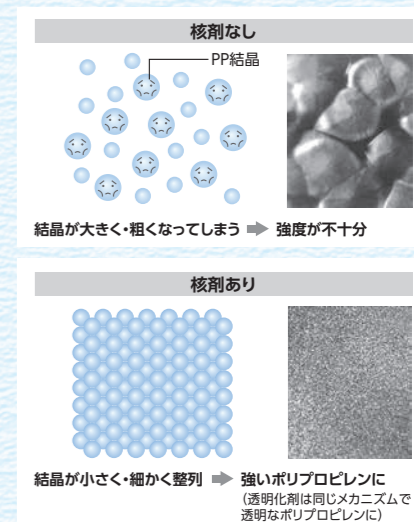 核剤なし
PP結晶
結晶が大きく・粗くなってしまう ➡ 強度が不十分
核剤あり
結晶が小さく・細かく整列 ➡ 強いポリプロピレンに
(透明化剤は同じメカニズムで
透明なポリプロピレンに)